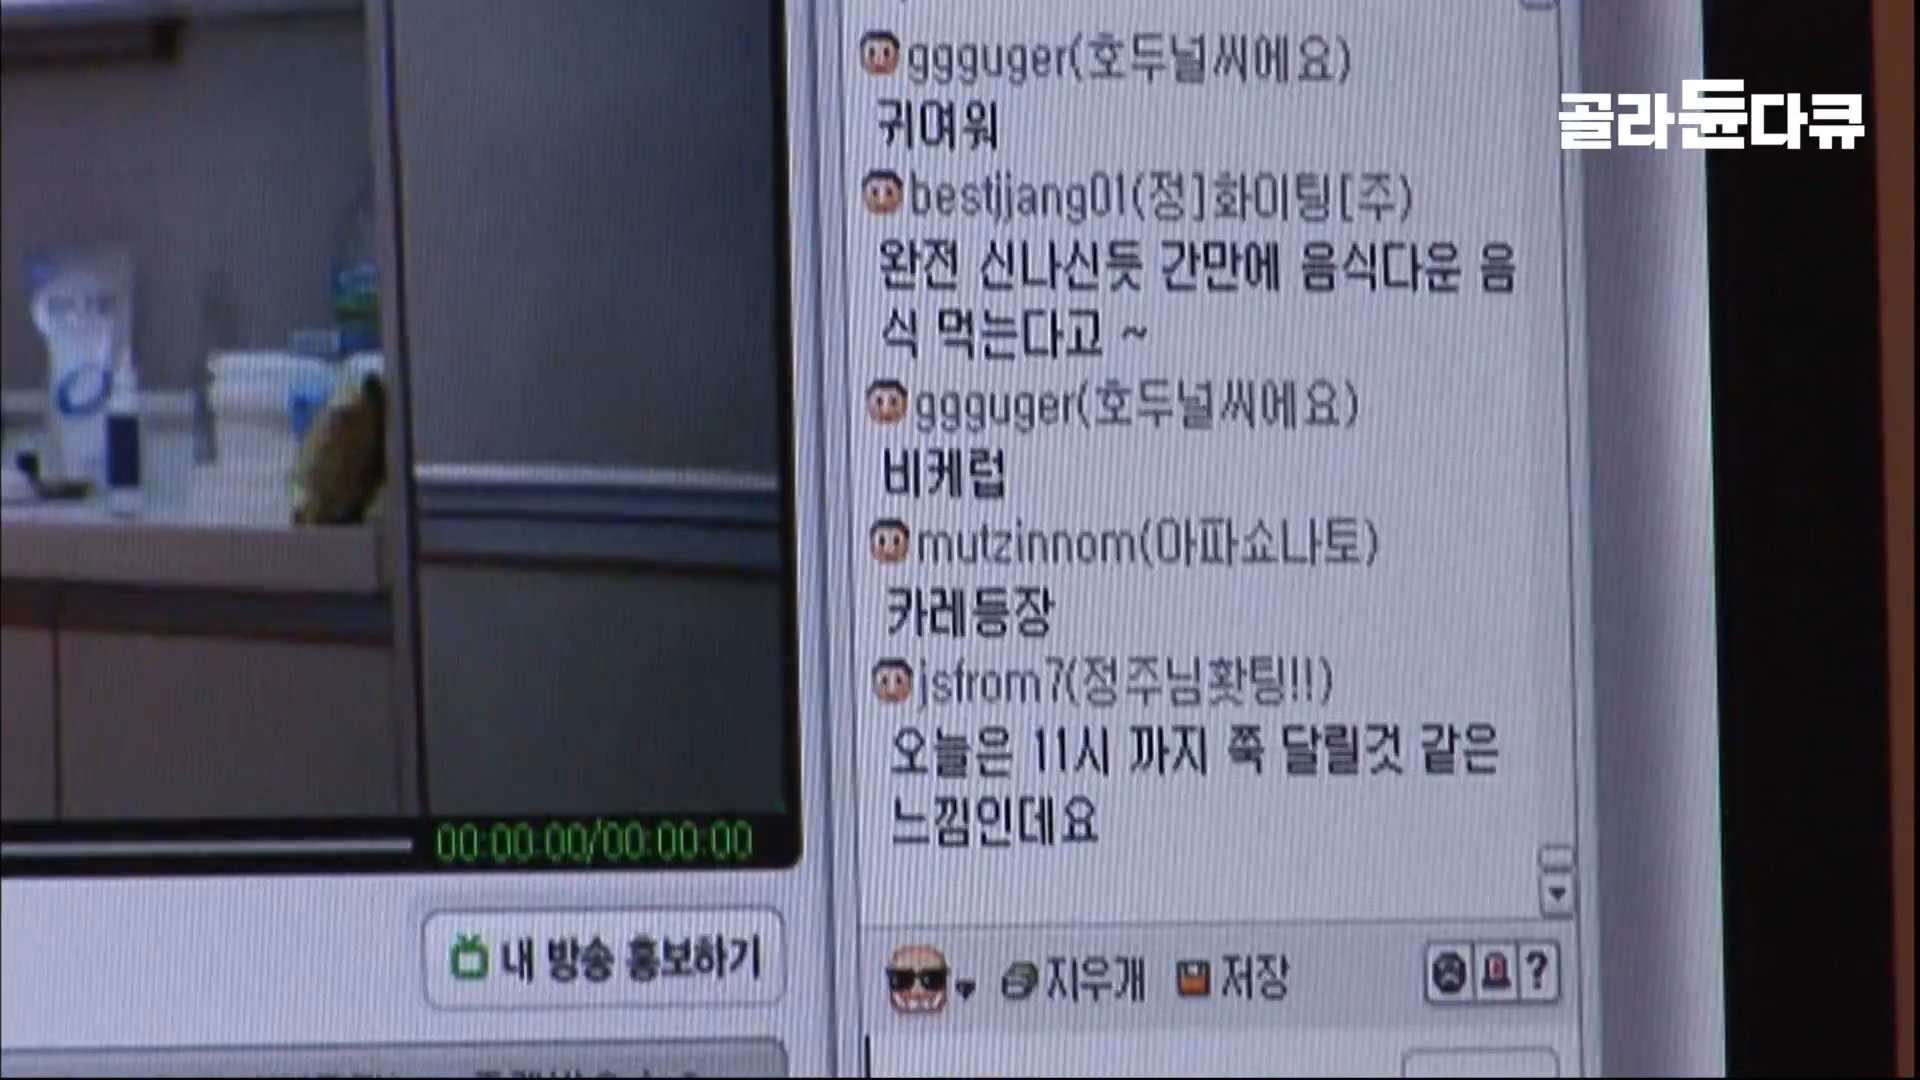 골라둔다큐
ggguger(호두널씨에요)
귀여워
bestjjang01(정]화이팅[주)
완전 신나신듯 간만에 음식다운 음
식 먹는다고 ~
ggguger(호두널씨에요)
비케럽
mutzinnom(아파쇼나토)
카레등장
jsfrom7(정주님홧팅!!)
오늘은 11시 까지 쭉 달릴것 같은
느낌인데요
00:00:00/00:00:00
내 방송 홍보하기
지우개 저장 ?